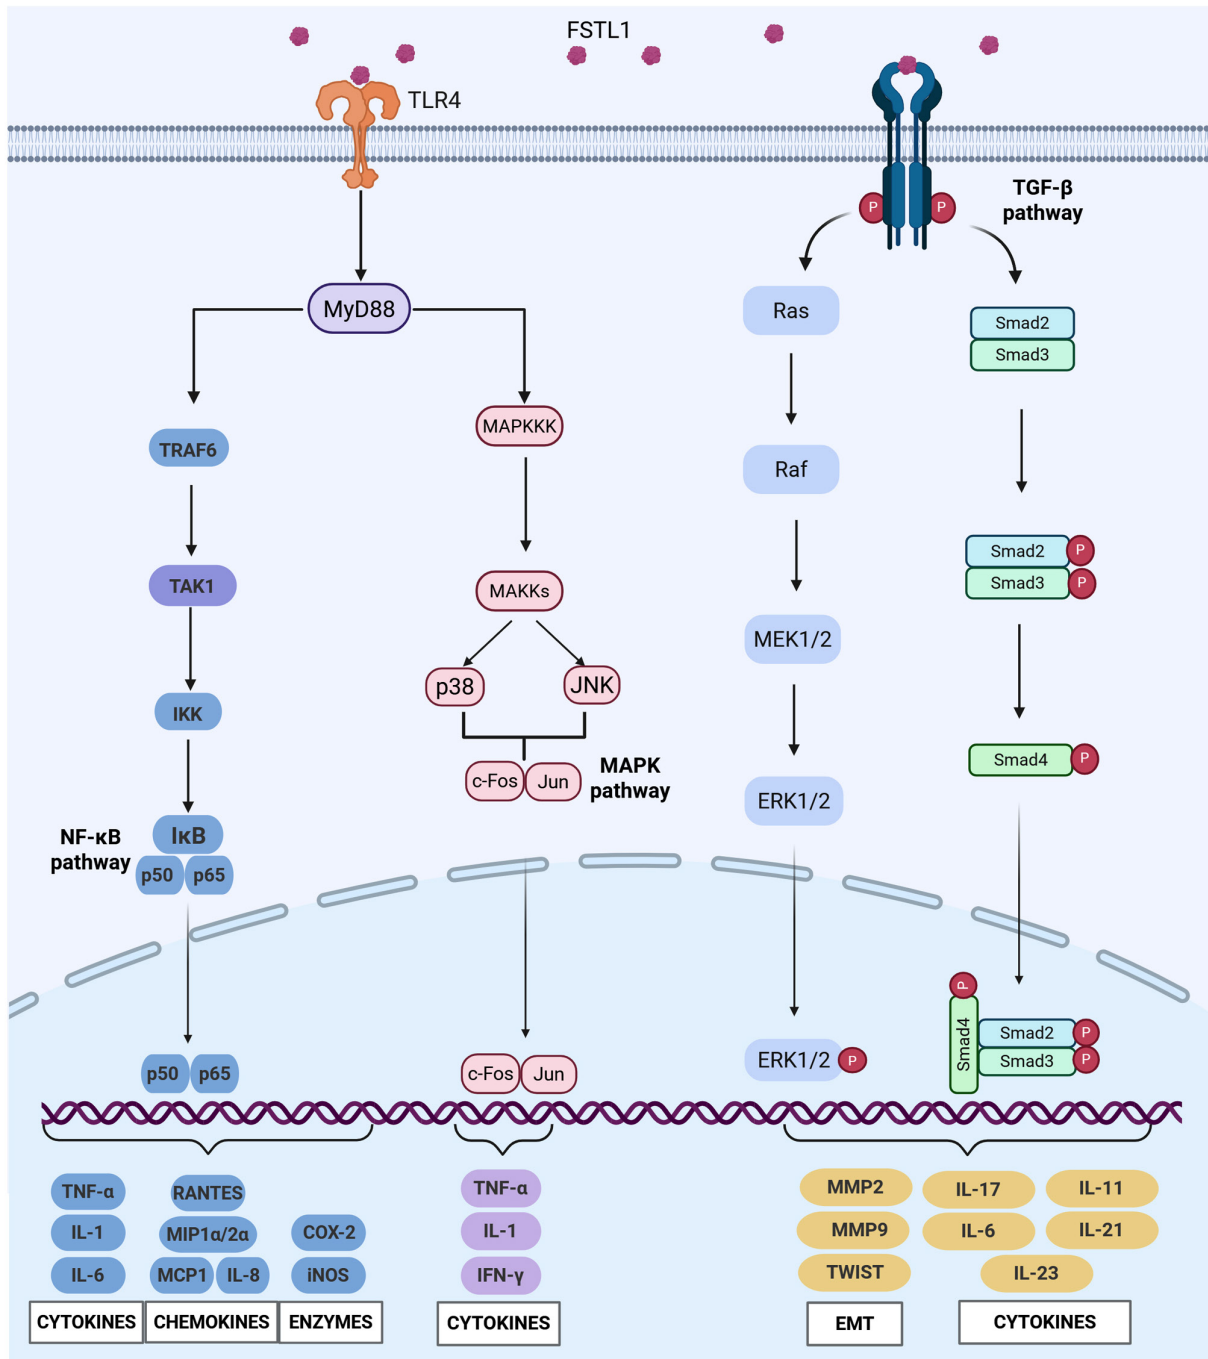 FSTL1
TLR4
P
P
TGF-β
pathway
MyD88
Ras
Smad2
Smad3
MAPKKK
TRAF6
Raf
Smad2
P
Smad3
P
TAK1
MAKKs
MEK1/2
p38
JNK
IKK
Smad4
P
c-Fos
Jun
MAPK
pathway
ERK1/2
NF-κB
pathway
IκB
p50
p65
P
Smad4
Smad2
P
Smad3
P
p50
p65
c-Fos
Jun
ERK1/2
P
TNF-α
IL-1
IL-6
RANTES
MIP1α/2α
MCP1
IL-8
COX-2
iNOS
TNF-α
IL-1
IFN-γ
MMP2
MMP9
TWIST
IL-17
IL-11
IL-6
IL-21
IL-23
CYTOKINES
CHEMOKINES
ENZYMES
CYTOKINES
EMT
CYTOKINES